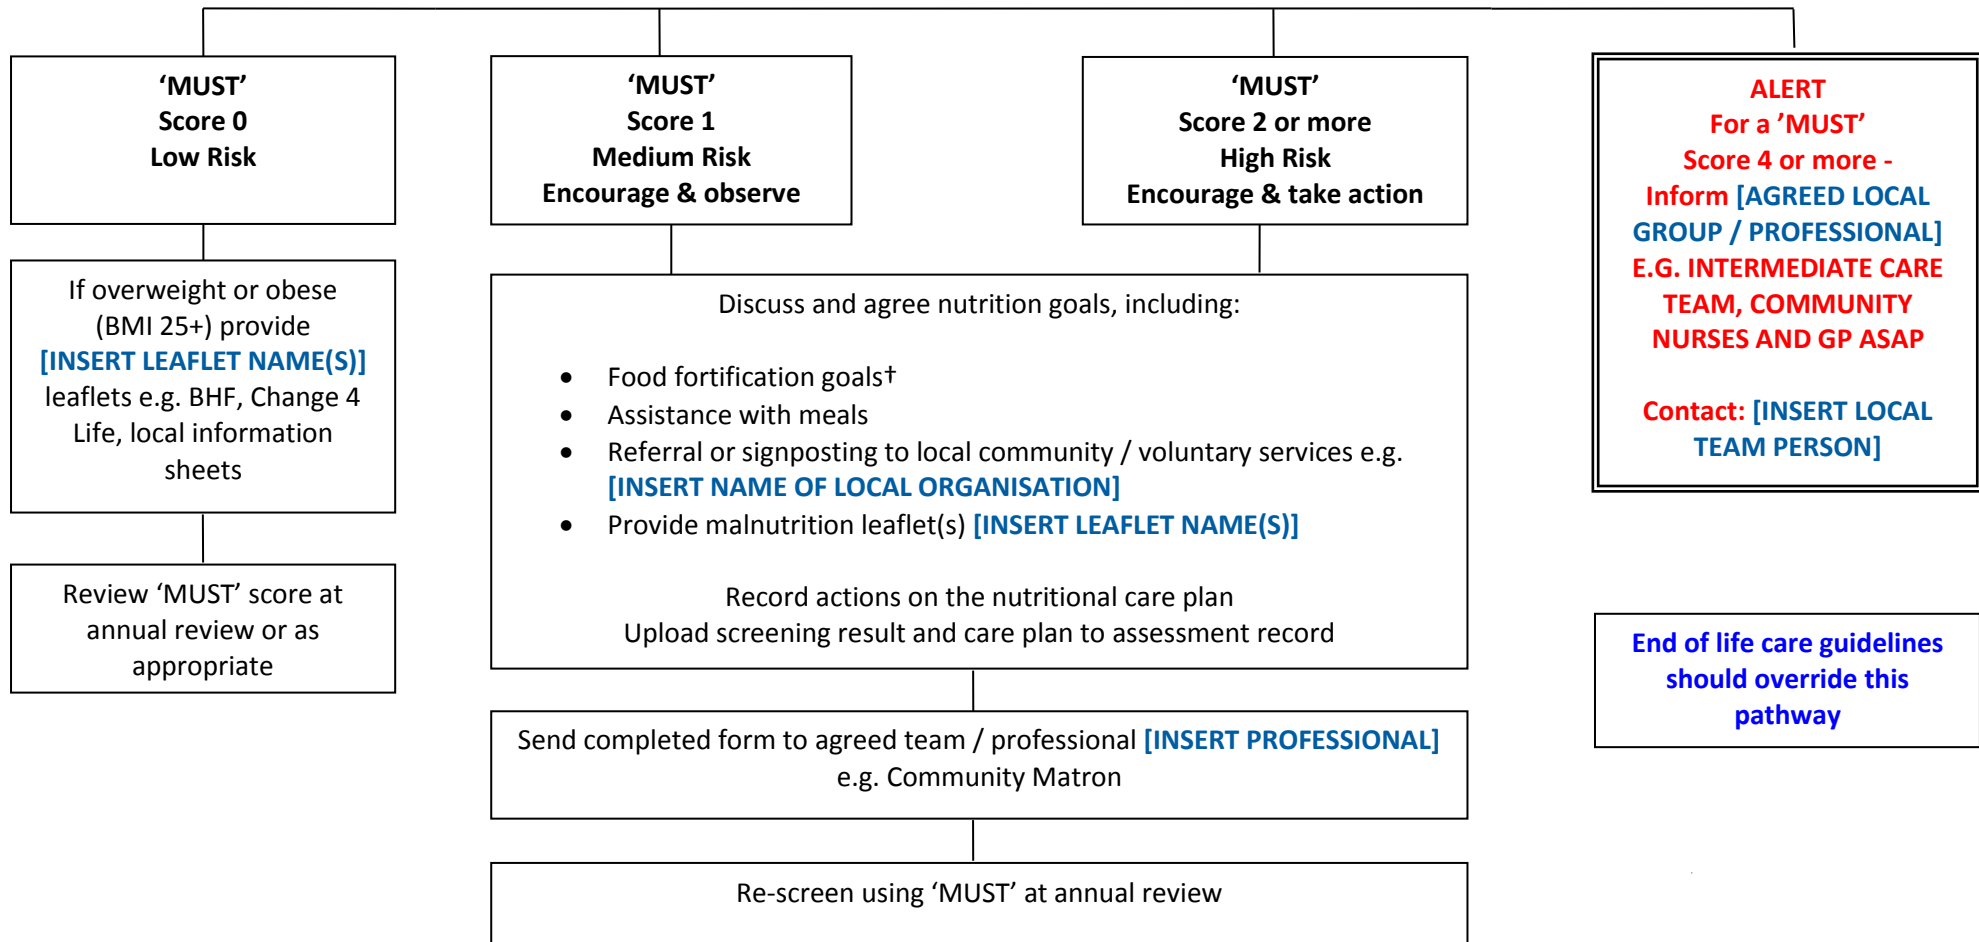 ‘MUST’
Score 0
Low Risk
‘MUST’
Score 1
Medium Risk
Encourage & observe
‘MUST’
Score 2 or more
High Risk
Encourage & take action
ALERT
For a ’MUST’
Score 4 or more -
Inform [AGREED LOCAL
GROUP / PROFESSIONAL]
E.G. INTERMEDIATE CARE
TEAM, COMMUNITY
NURSES AND GP ASAP
Contact: [INSERT LOCAL
TEAM PERSON]
If overweight or obese
(BMI 25+) provide
[INSERT LEAFLET NAME(S)]
leaflets e.g. BHF, Change 4
Life, local information
sheets
Discuss and agree nutrition goals, including:
• Food fortification goals†
• Assistance with meals
• Referral or signposting to local community / voluntary services e.g.
[INSERT NAME OF LOCAL ORGANISATION]
• Provide malnutrition leaflet(s) [INSERT LEAFLET NAME(S)]
Record actions on the nutritional care plan
Upload screening result and care plan to assessment record
Review ‘MUST’ score at
annual review or as
appropriate
End of life care guidelines
should override this
pathway
Send completed form to agreed team / professional [INSERT PROFESSIONAL]
e.g. Community Matron
Re-screen using ‘MUST’ at annual review